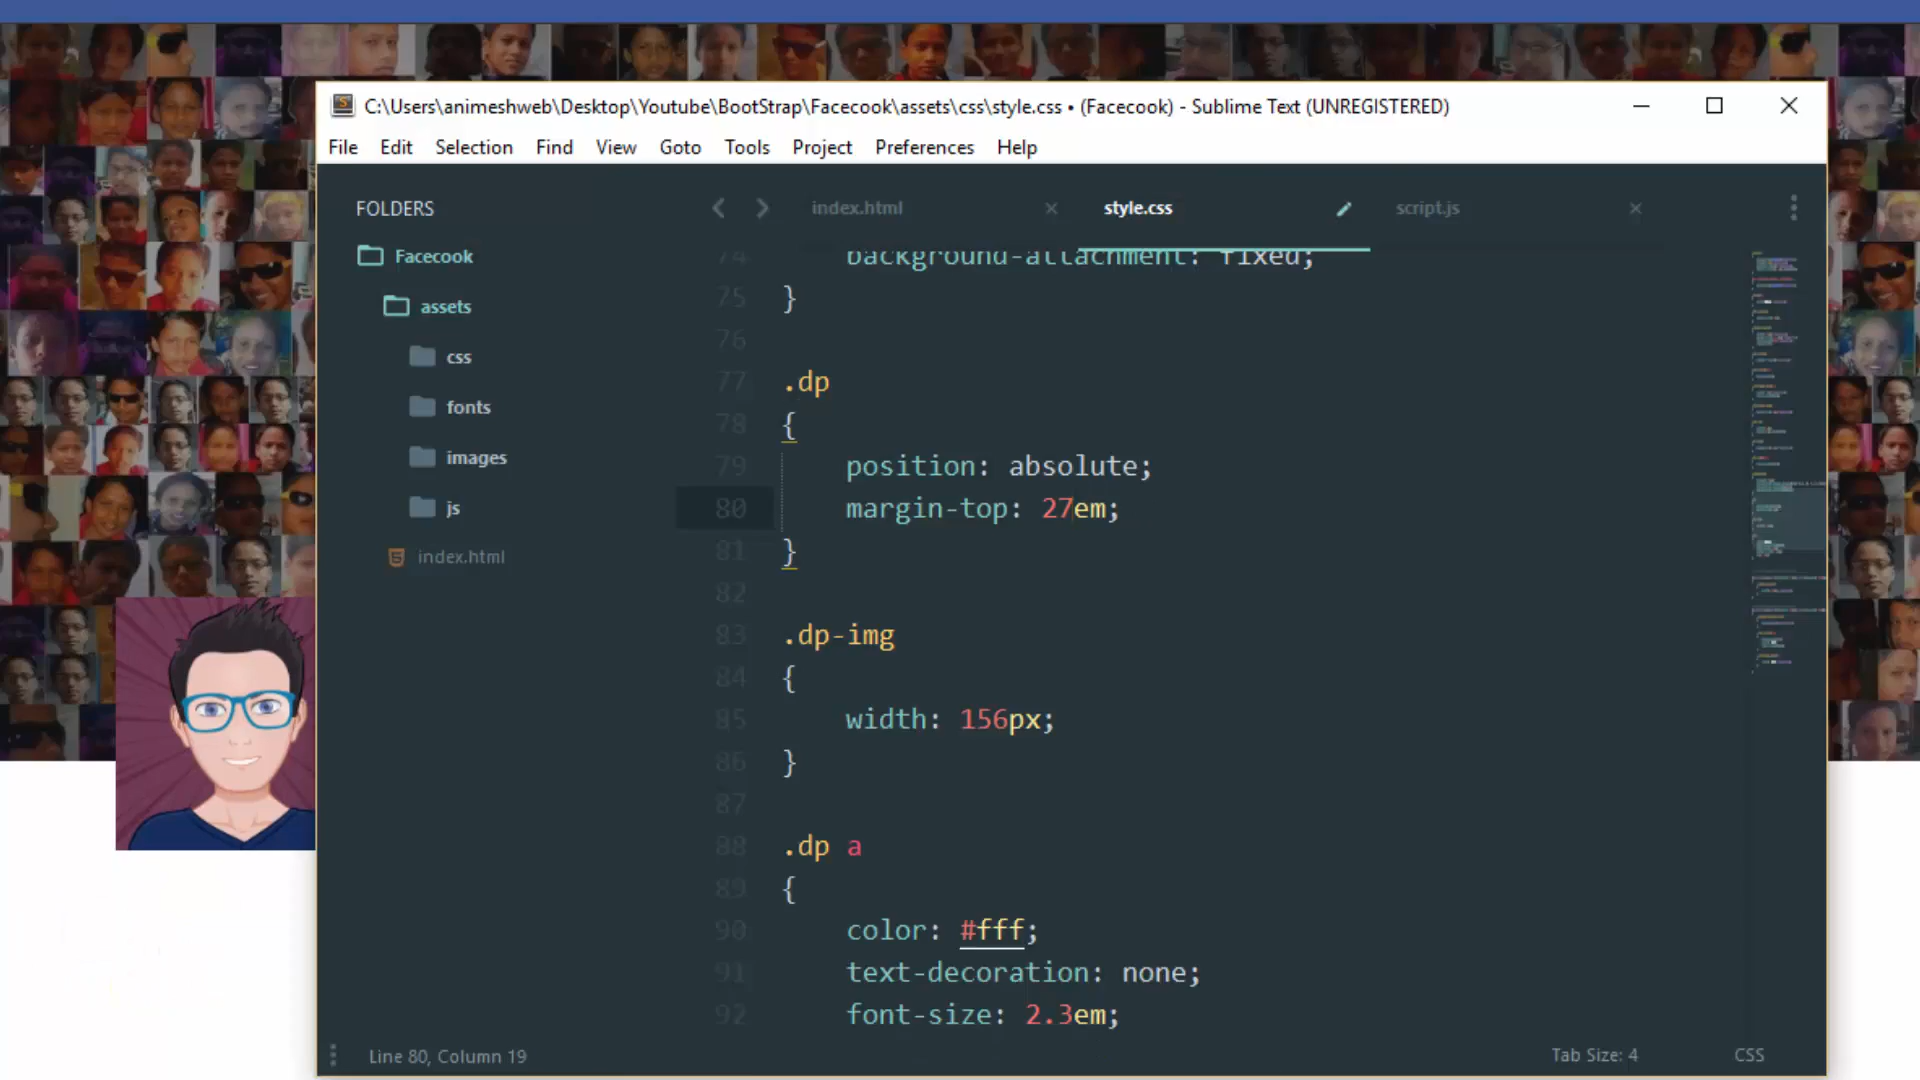 C:\Users\animeshweb\Desktop\Youtube\BootStrap\Facecook\assets\css\style.css • (Facecook) - Sublime Text (UNREGISTERED)
File Edit Selection Find View Goto Tools Project Preferences Help
FOLDERS
Facecook
assets
css
fonts
images
js
index.html
index.html style.css script.js
74 background-attachment: fixed;
75 }
76
77 .dp
78 {
79 position: absolute;
80 margin-top: 27em;
81 }
82
83 .dp-img
84 {
85 width: 156px;
86 }
87
88 .dp a
89 {
90 color: #fff;
91 text-decoration: none;
92 font-size: 2.3em;
Line 80, Column 19 Tab Size: 4 CSS